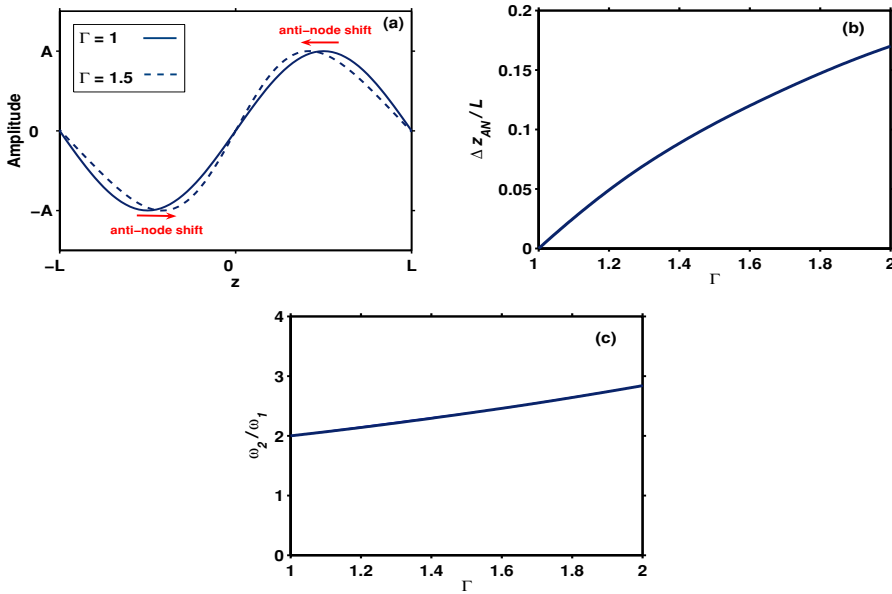 (a)
Γ = 1
Γ = 1.5
anti-node shift
anti-node shift
Amplitude
A
0
−A
−L
0
L
z
(b)
Δ z_AN / L
0.2
0.15
0.1
0.05
0
1
1.2
1.4
1.6
1.8
2
Γ
(c)
ω_2 / ω_1
4
3
2
1
0
1
1.2
1.4
1.6
1.8
2
Γ